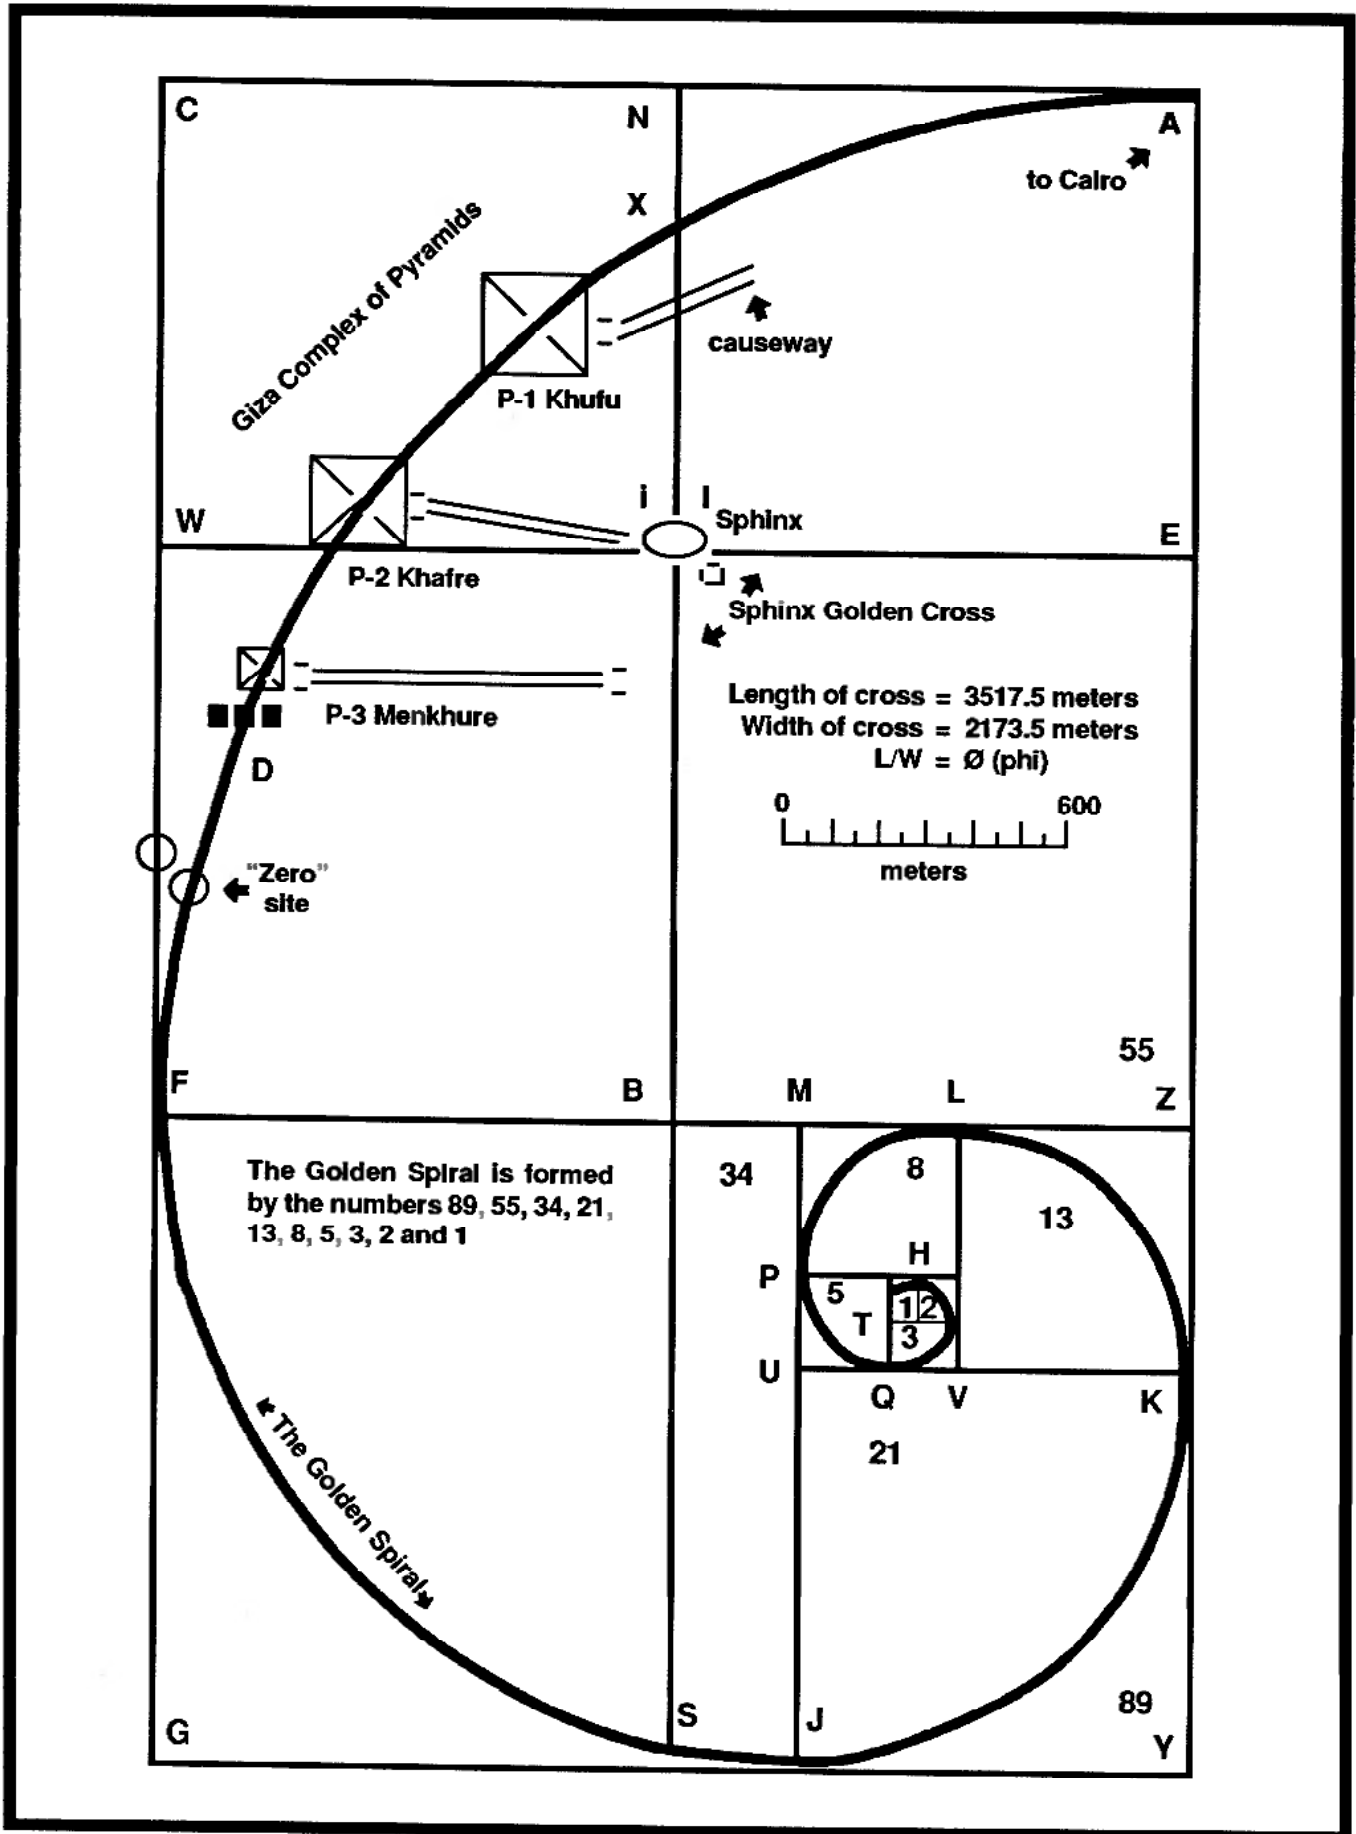 C
N
A
to Cairo
X
Giza Complex of Pyramids
causeway
P-1 Khufu
W
i
I
Sphinx
E
P-2 Khafre
Sphinx Golden Cross
Length of cross = 3517.5 meters
Width of cross = 2173.5 meters
L/W = Ø (phi)
P-3 Menkhure
D
0
600
meters
"Zero"
site
55
F
B
M
L
Z
The Golden Spiral is formed
by the numbers 89, 55, 34, 21,
13, 8, 5, 3, 2 and 1
34
8
13
H
P
5
1
2
T
3
U
Q
V
K
21
The Golden Spiral
89
G
S
J
Y